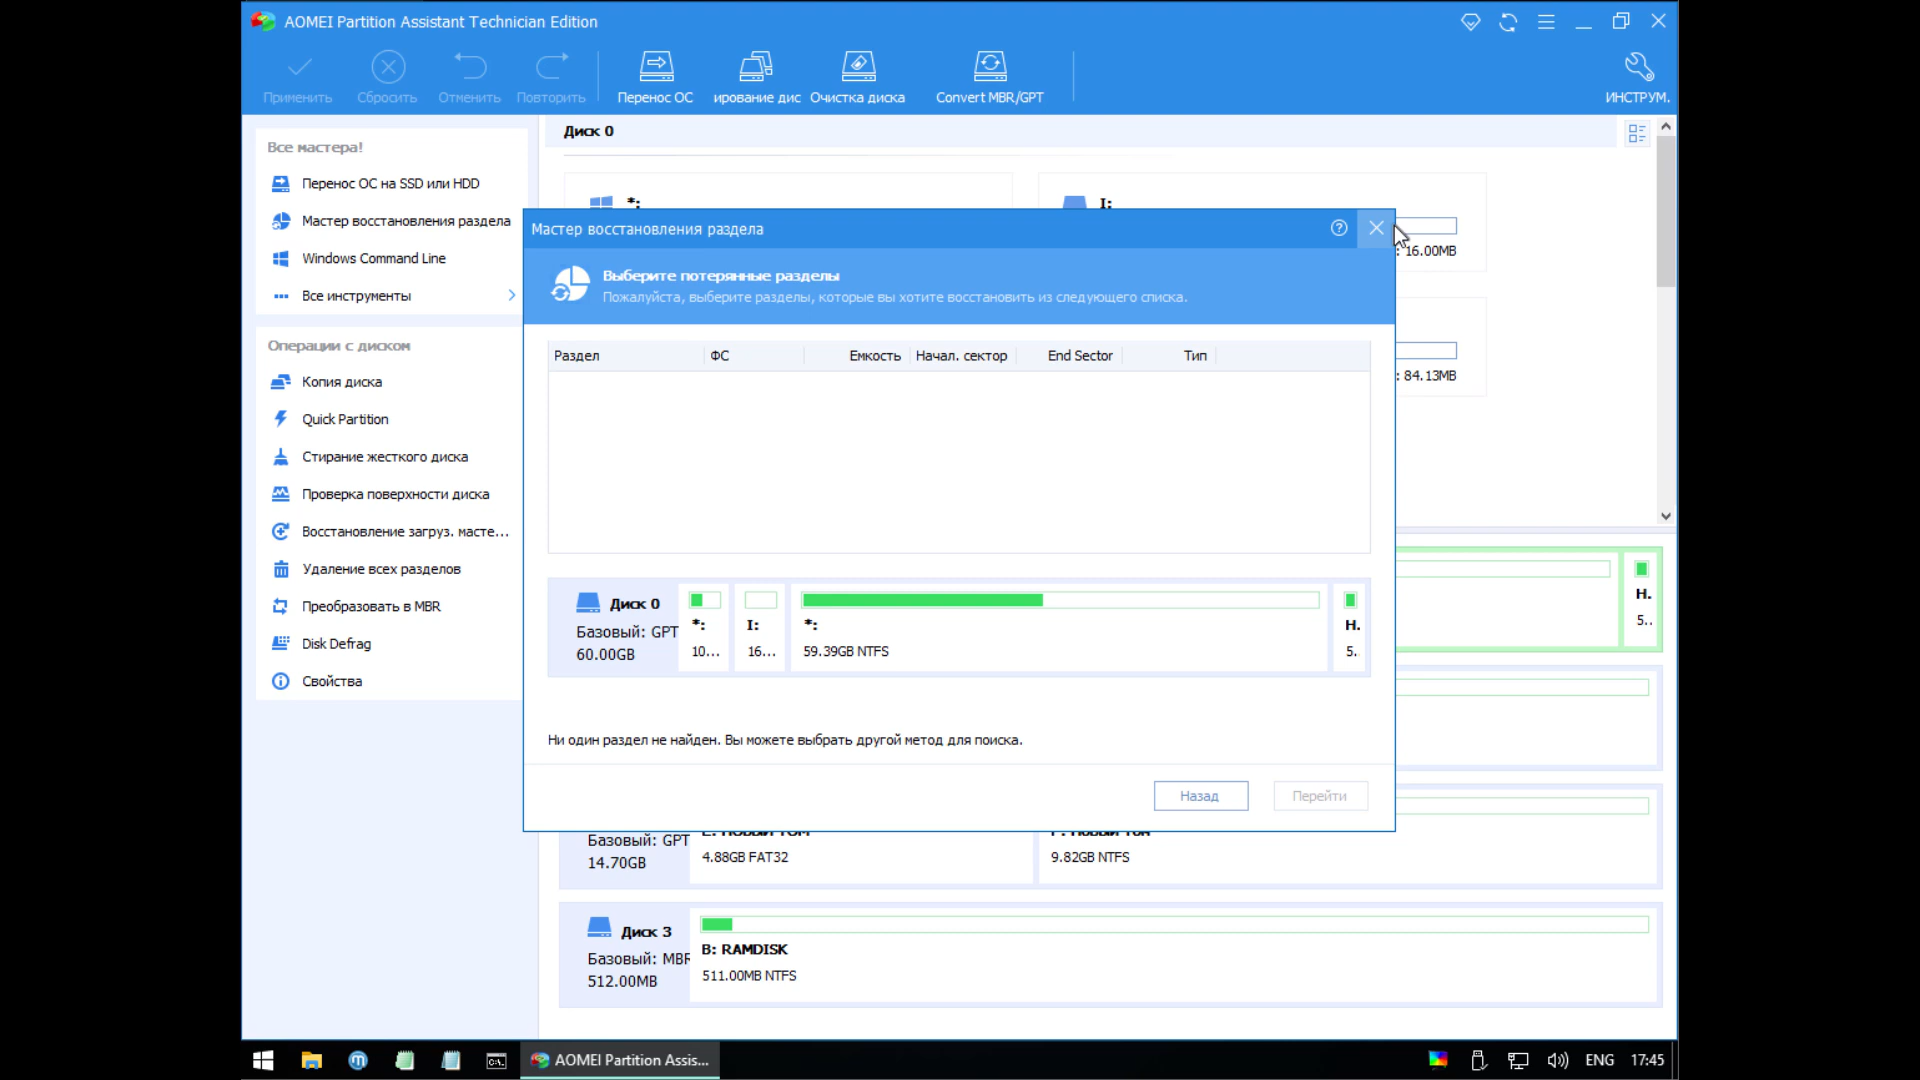 AOMEI Partition Assistant Technician Edition
Применить
Сбросить
Отменить
Повторить
Перенос ОС
ирование дис
Очистка диска
Convert MBR/GPT
ИНСТРУМ.
Все мастера!
Перенос ОС на SSD или HDD
Мастер восстановления раздела
Windows Command Line
Все инструменты
Операции с диском
Копия диска
Quick Partition
Стирание жесткого диска
Проверка поверхности диска
Восстановление загруз. масте...
Удаление всех разделов
Преобразовать в MBR
Disk Defrag
Свойства
Диск 0
*:
I:
: 16.00MB
: 84.13MB
Мастер восстановления раздела
Выберите потерянные разделы
Пожалуйста, выберите разделы, которые вы хотите восстановить из следующего списка.
Раздел
ФС
Емкость
Начал. сектор
End Sector
Тип
Диск 0
Базовый: GPT
60.00GB
*:
10...
I:
16...
*:
59.39GB NTFS
H.
5.
Ни один раздел не найден. Вы можете выбрать другой метод для поиска.
Назад
Перейти
H.
5..
Базовый: GPT
14.70GB
4.88GB FAT32
9.82GB NTFS
Диск 3
Базовый: MBR
512.00MB
B: RAMDISK
511.00MB NTFS
AOMEI Partition Assis...
ENG
17:45